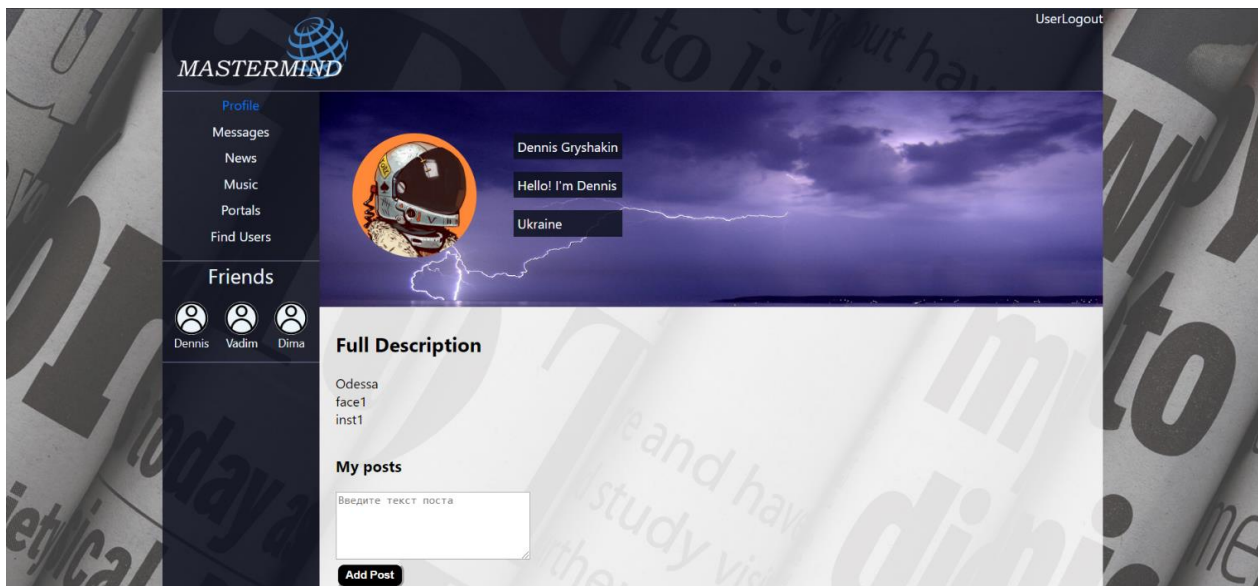 UserLogout
MASTERMIND
Profile
Messages
News
Music
Portals
Find Users
Friends
Dennis Vadim Dima
Dennis Gryshakin
Hello! I'm Dennis
Ukraine
Full Description
Odessa
face1
inst1
My posts
Введите текст поста
Add Post